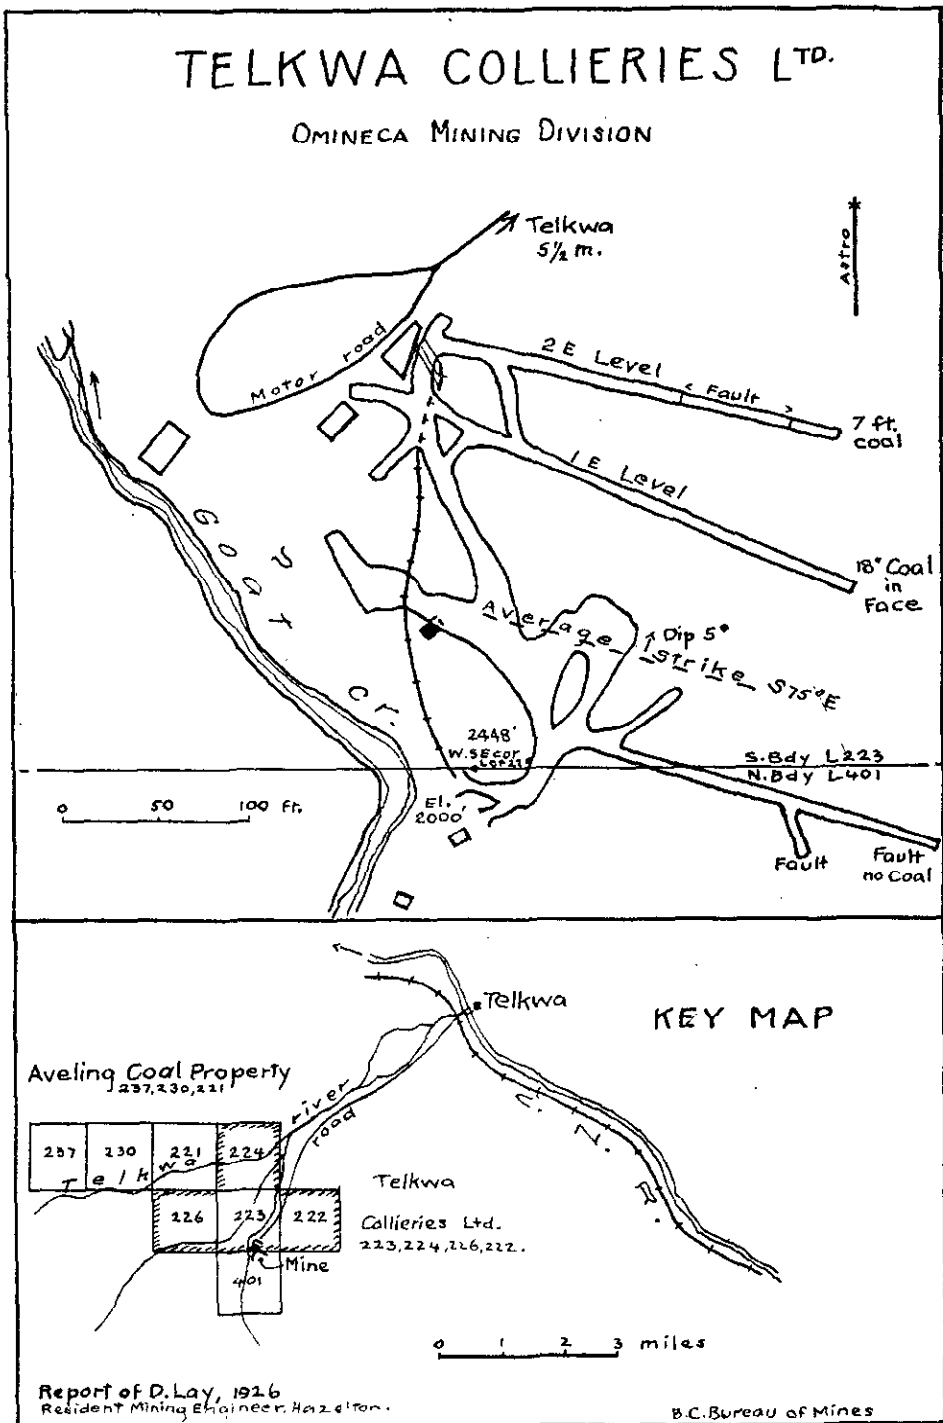 TELKWA COLLIERIES LTD.
OMINECA MINING DIVISION
Telkwa
5½ m.
Astro
Motor road
2 E Level
Fault
7 ft.
coal
1 E Level
18" Coal
in
Face
Goat Cr.
Average Strike S75°E
Dip 5°
2448'
W.SE cor
S. Bdy L223
N. Bdy L401
0 50 100 Ft.
El.
2000'
Fault
Fault
no Coal
KEY MAP
Telkwa
Aveling Coal Property
237,230,221
river
road
C. N. R.
237 230 221 224
Telkwa
226 223 222
Telkwa
Collieries Ltd.
223,224,226,222.
Mine
401
0 1 2 3 miles
Report of D. Lay, 1926
Resident Mining Engineer. Hazelton.
B.C. Bureau of Mines